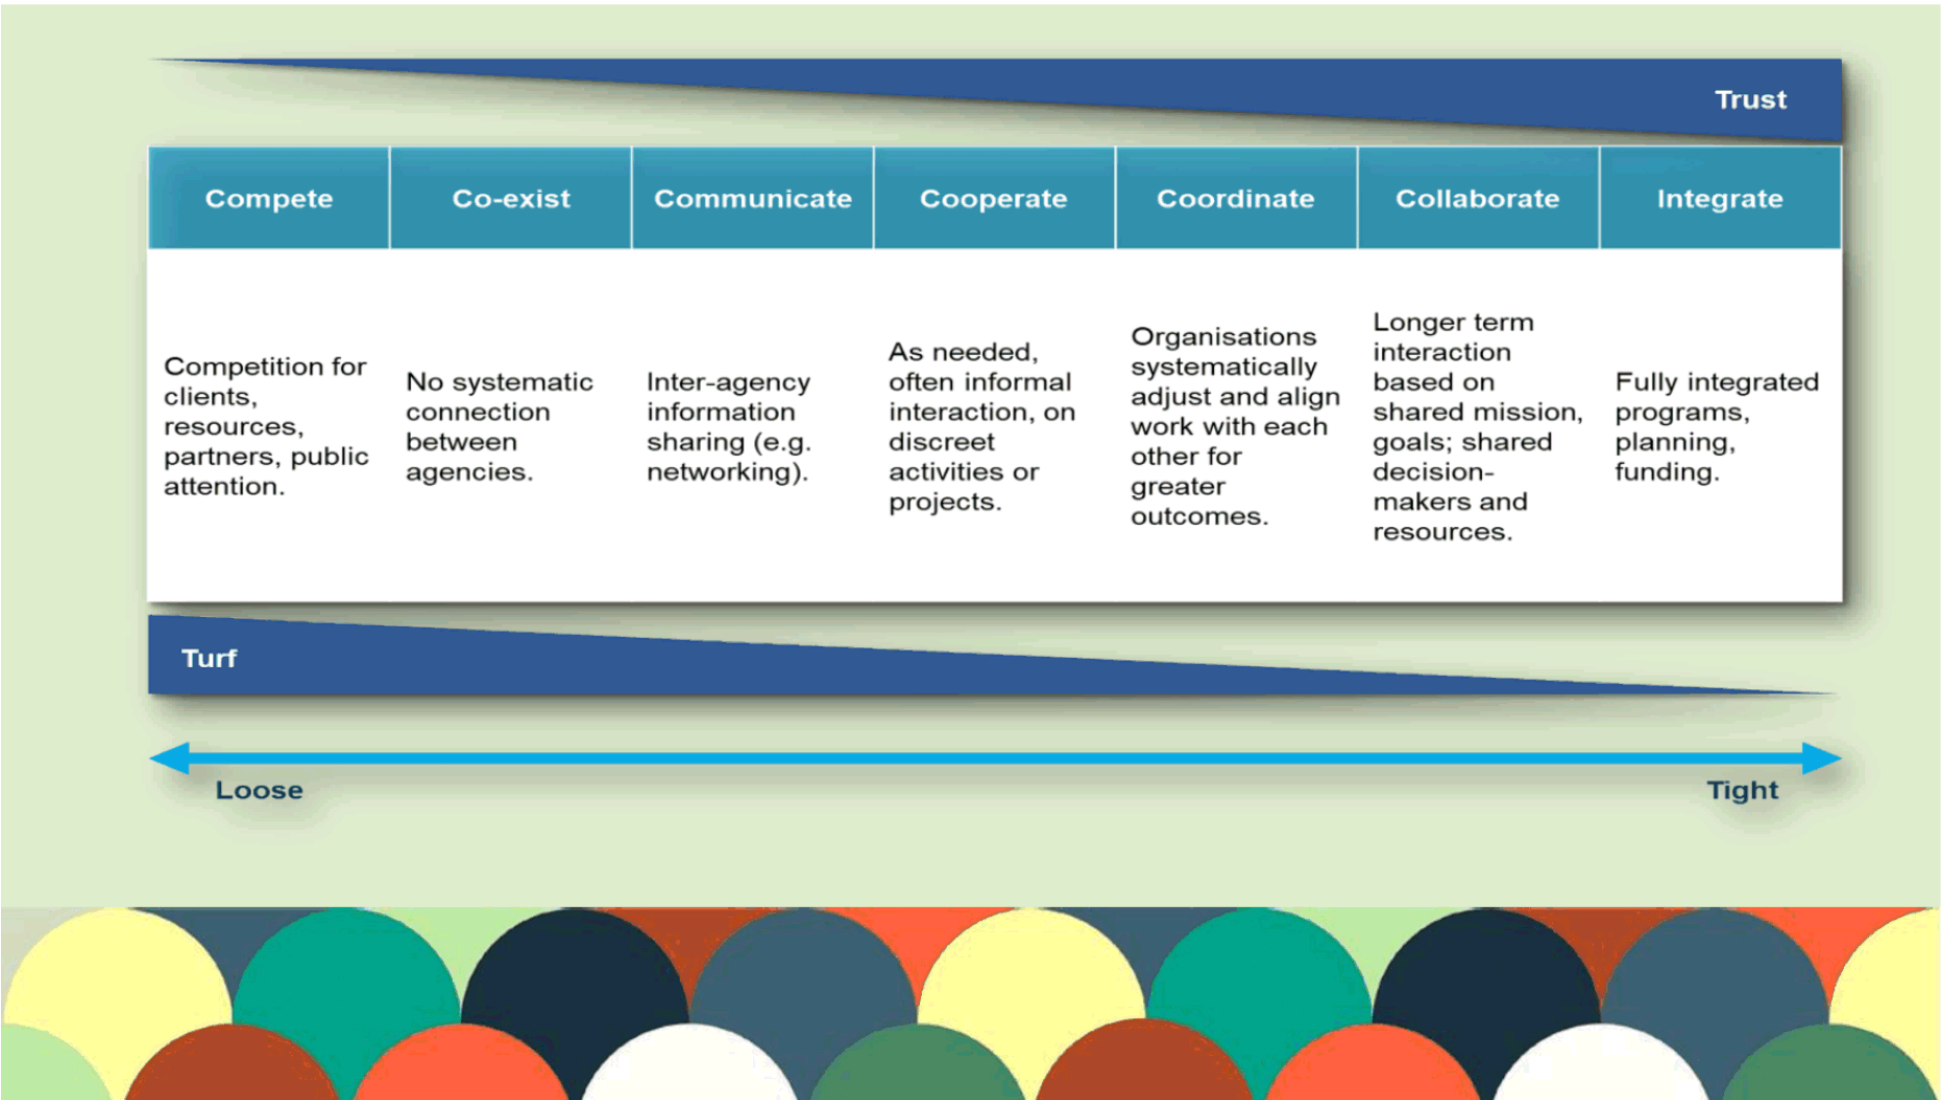 Trust
Compete
Co-exist
Communicate
Cooperate
Coordinate
Collaborate
Integrate
Competition for
clients,
resources,
partners, public
attention.
No systematic
connection
between
agencies.
Inter-agency
information
sharing (e.g.
networking).
As needed,
often informal
interaction, on
discreet
activities or
projects.
Organisations
systematically
adjust and align
work with each
other for
greater
outcomes.
Longer term
interaction
based on
shared mission,
goals; shared
decision-
makers and
resources.
Fully integrated
programs,
planning,
funding.
Turf
Loose
Tight